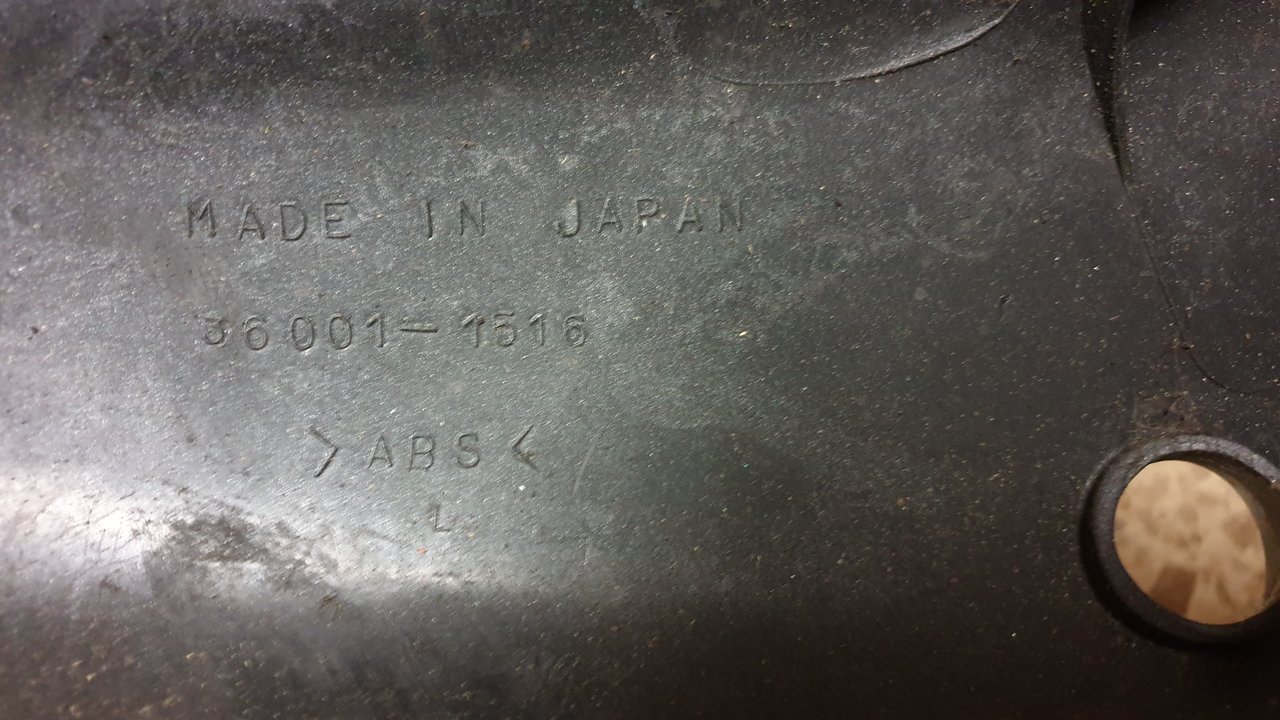 MADE IN JAPAN
36001-1516
>ABS<
L